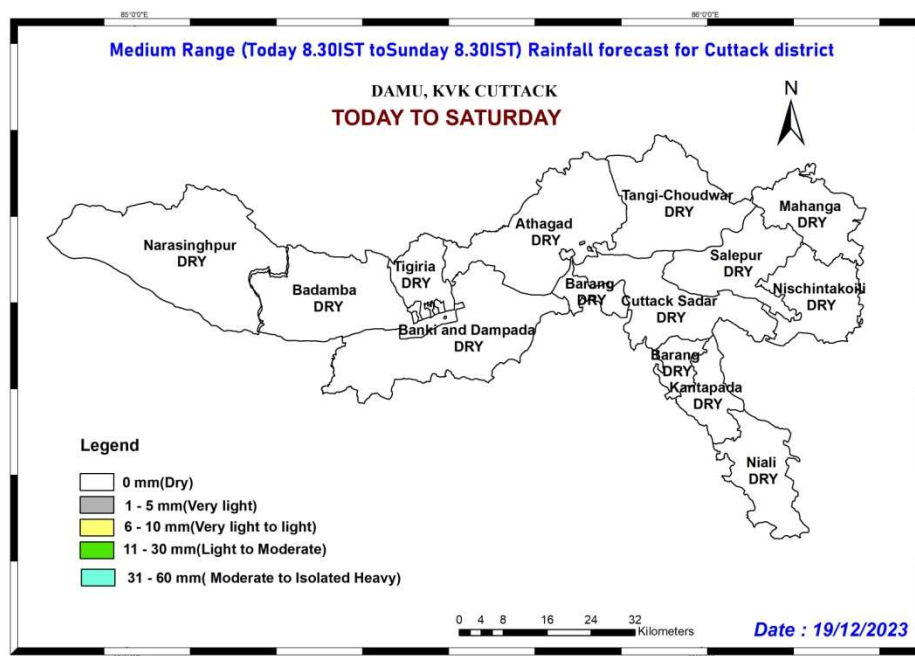 85°0'0"E
86°0'0"E
Medium Range (Today 8.30IST toSunday 8.30IST) Rainfall forecast for Cuttack district
DAMU, KVK CUTTACK
TODAY TO SATURDAY
N
Tangi-Choudwar
DRY
Mahanga
DRY
Athagad
DRY
Narasinghpur
DRY
Salepur
DRY
Tigiria
DRY
Badamba
DRY
Barang
DRY
Nischintakoili
DRY
Cuttack Sadar
DRY
Banki and Dampada
DRY
Barang
DRY
Kantapada
DRY
Niali
DRY
Legend
0 mm(Dry)
1 - 5 mm(Very light)
6 - 10 mm(Very light to light)
11 - 30 mm(Light to Moderate)
31 - 60 mm( Moderate to Isolated Heavy)
0 2 4 8 16 24 32
Kilometers
Date : 19/12/2023